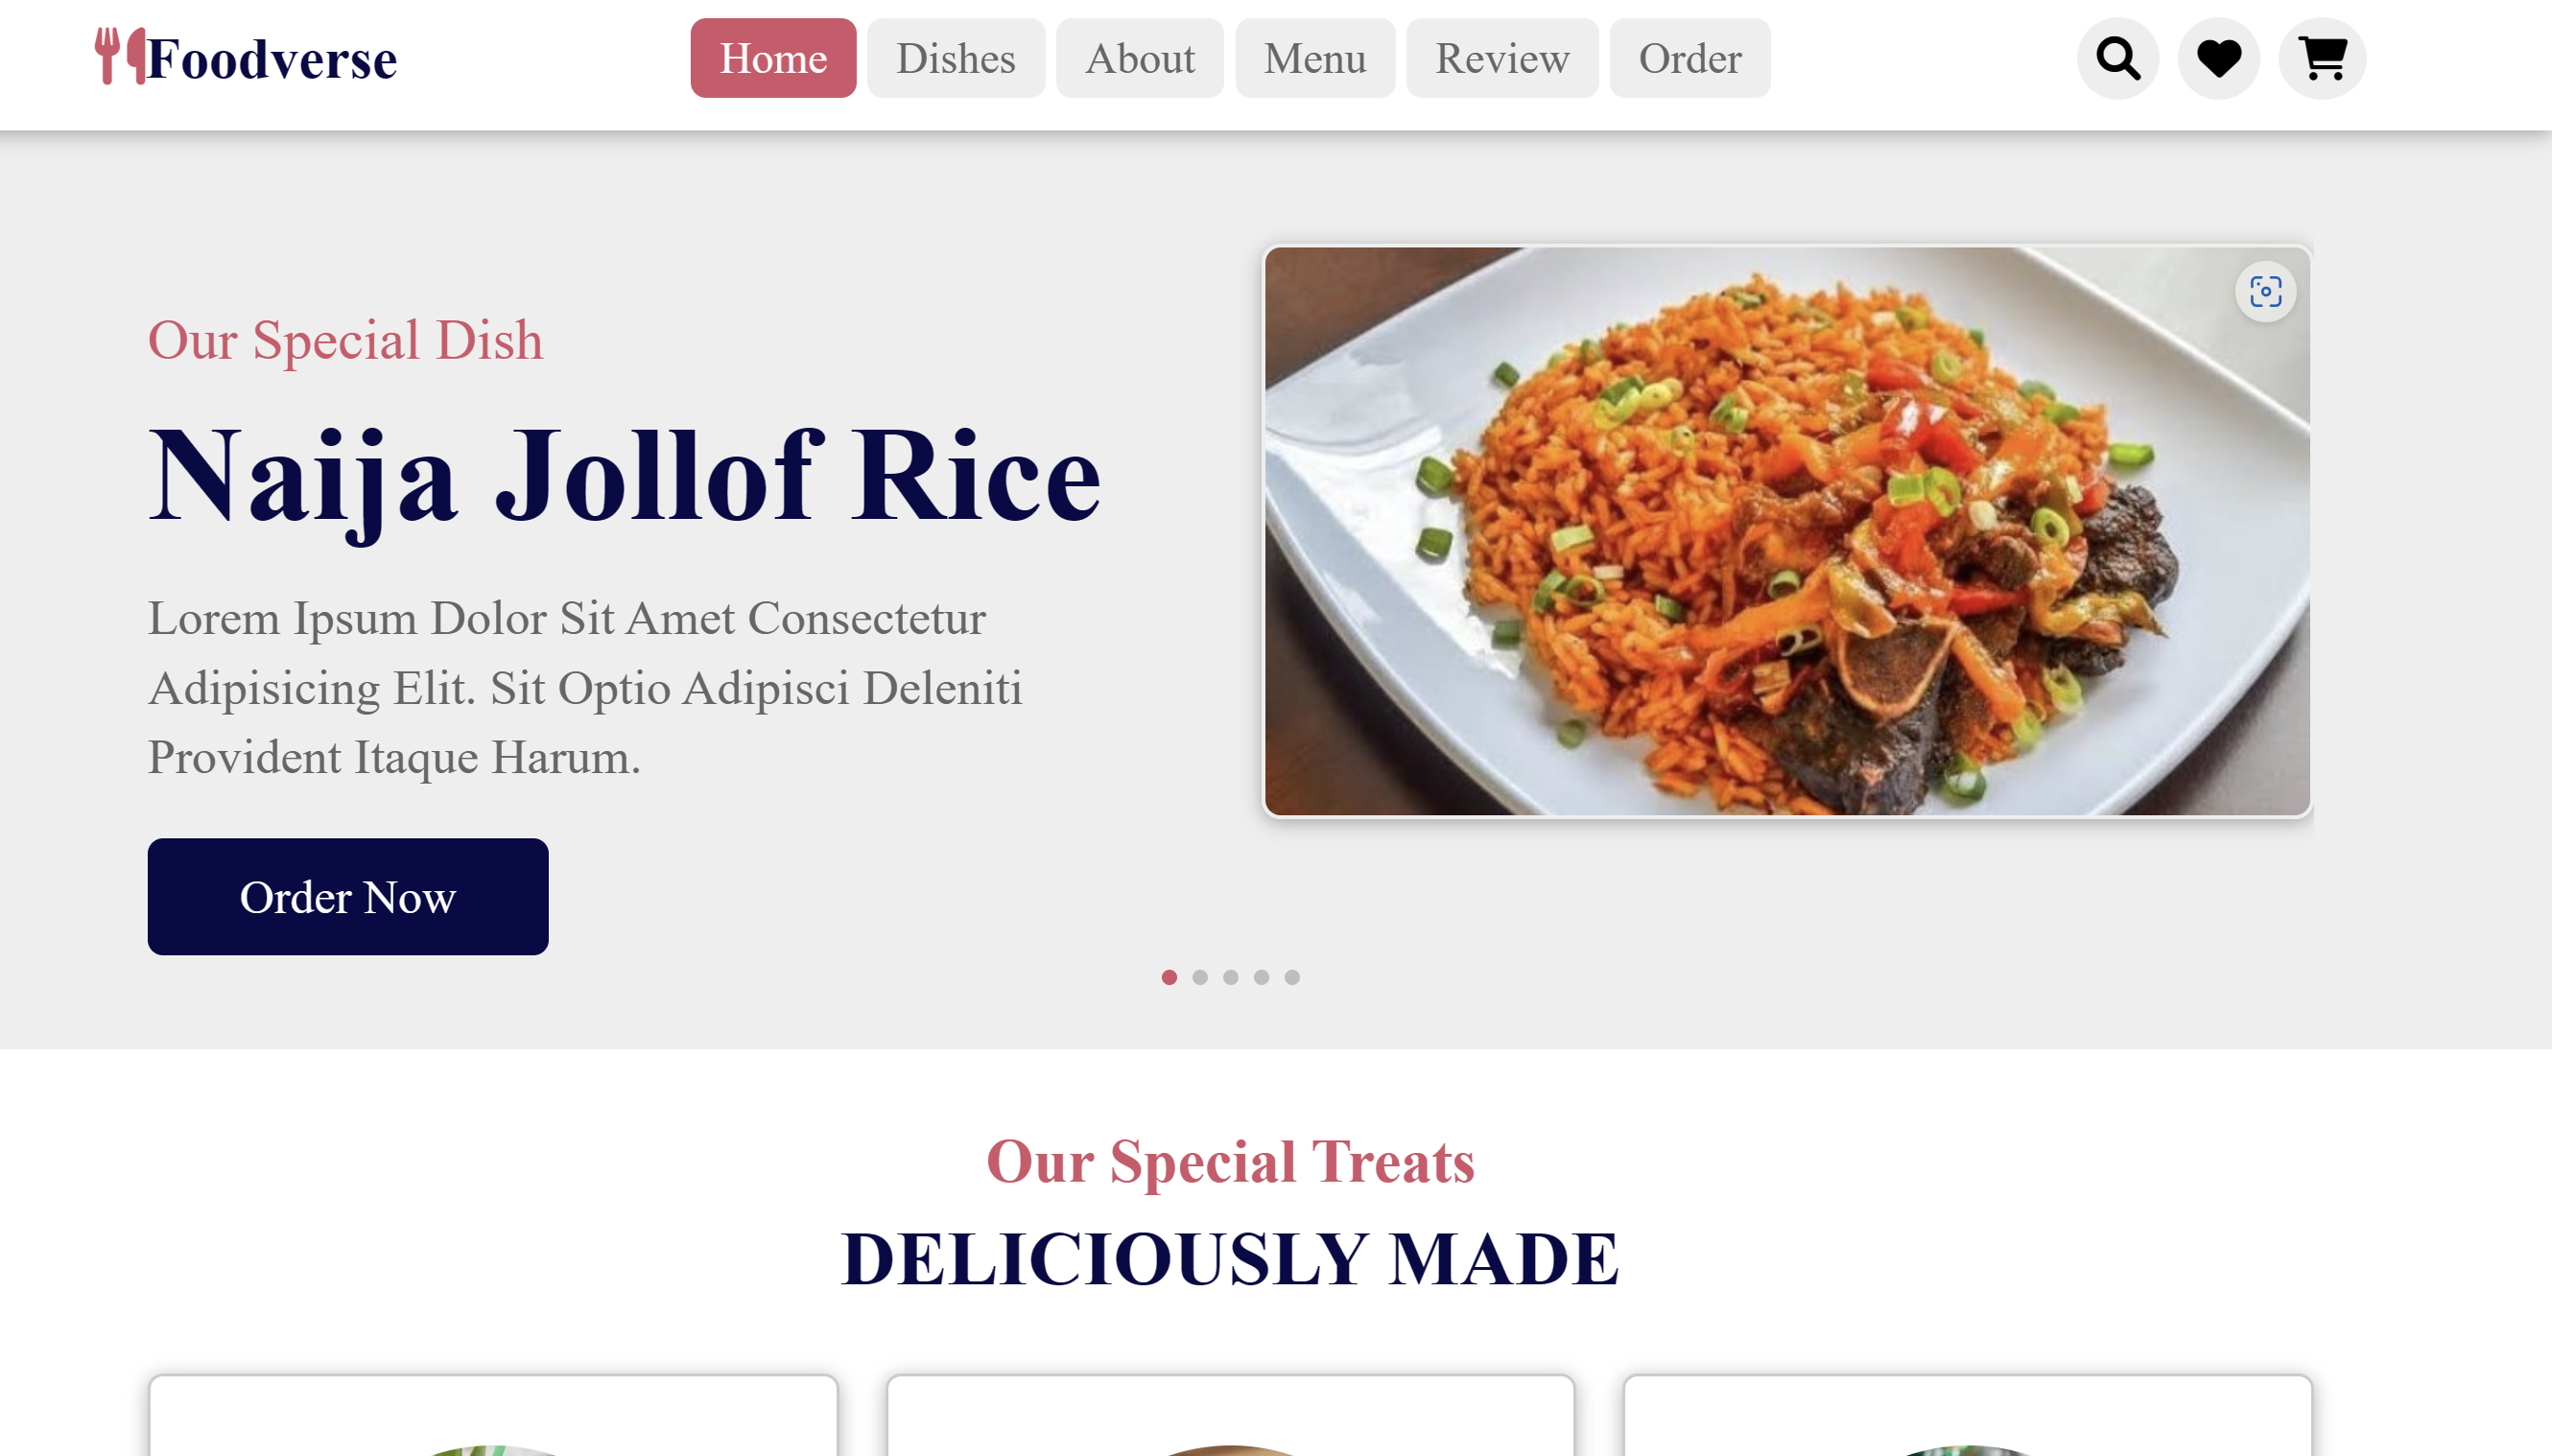 Foodverse
Home Dishes About Menu Review Order
Our Special Dish
Naija Jollof Rice
Lorem Ipsum Dolor Sit Amet Consectetur
Adipisicing Elit. Sit Optio Adipisci Deleniti
Provident Itaque Harum.
Order Now
Our Special Treats
DELICIOUSLY MADE